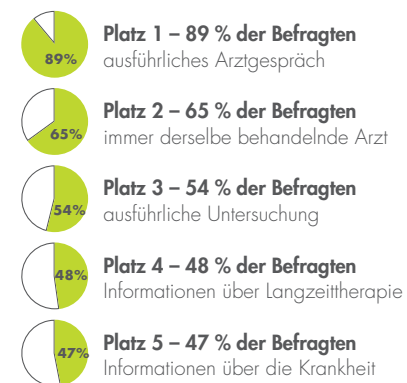 89%
Platz 1 – 89 % der Befragten
ausführliches Arztgespräch
65%
Platz 2 – 65 % der Befragten
immer derselbe behandelnde Arzt
54%
Platz 3 – 54 % der Befragten
ausführliche Untersuchung
48%
Platz 4 – 48 % der Befragten
Informationen über Langzeittherapie
47%
Platz 5 – 47 % der Befragten
Informationen über die Krankheit